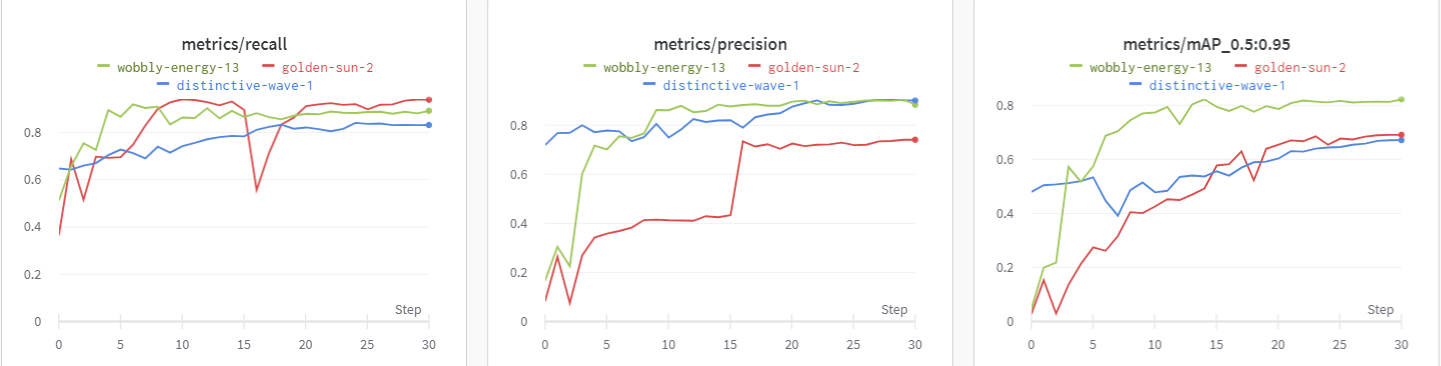 metrics/recall
wobbly-energy-13 golden-sun-2
distinctive-wave-1
0.8
0.6
0.4
0.2
0
Step
0 5 10 15 20 25 30
metrics/precision
wobbly-energy-13 golden-sun-2
distinctive-wave-1
0.8
0.6
0.4
0.2
0
Step
0 5 10 15 20 25 30
metrics/mAP_0.5:0.95
wobbly-energy-13 golden-sun-2
distinctive-wave-1
0.8
0.6
0.4
0.2
0
Step
0 5 10 15 20 25 30